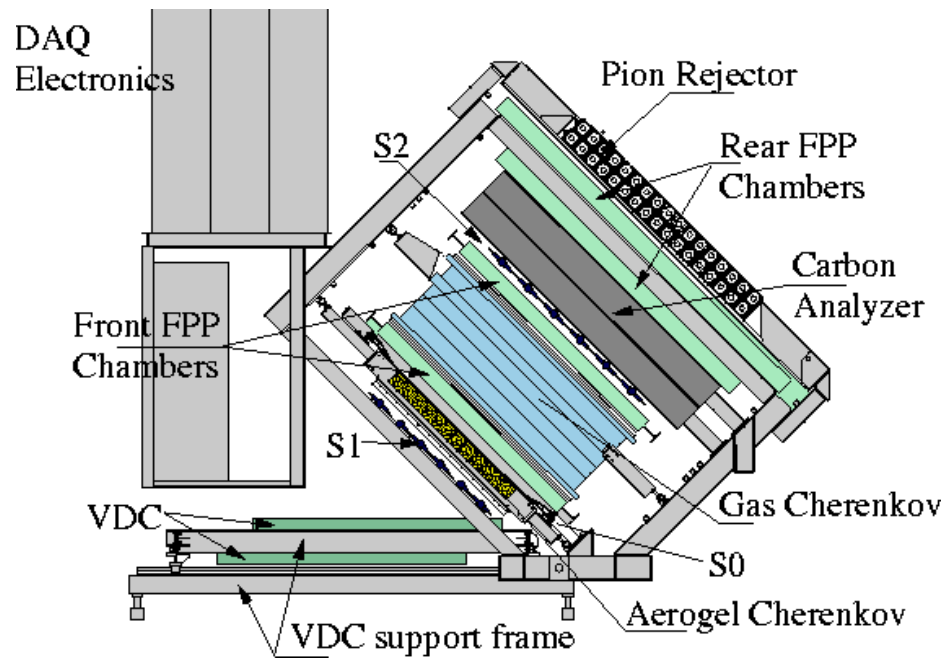 DAQ
Electronics
Pion Rejector
S2
Rear FPP
Chambers
Carbon
Analyzer
Front FPP
Chambers
S1
VDC
Gas Cherenkov
S0
Aerogel Cherenkov
VDC support frame